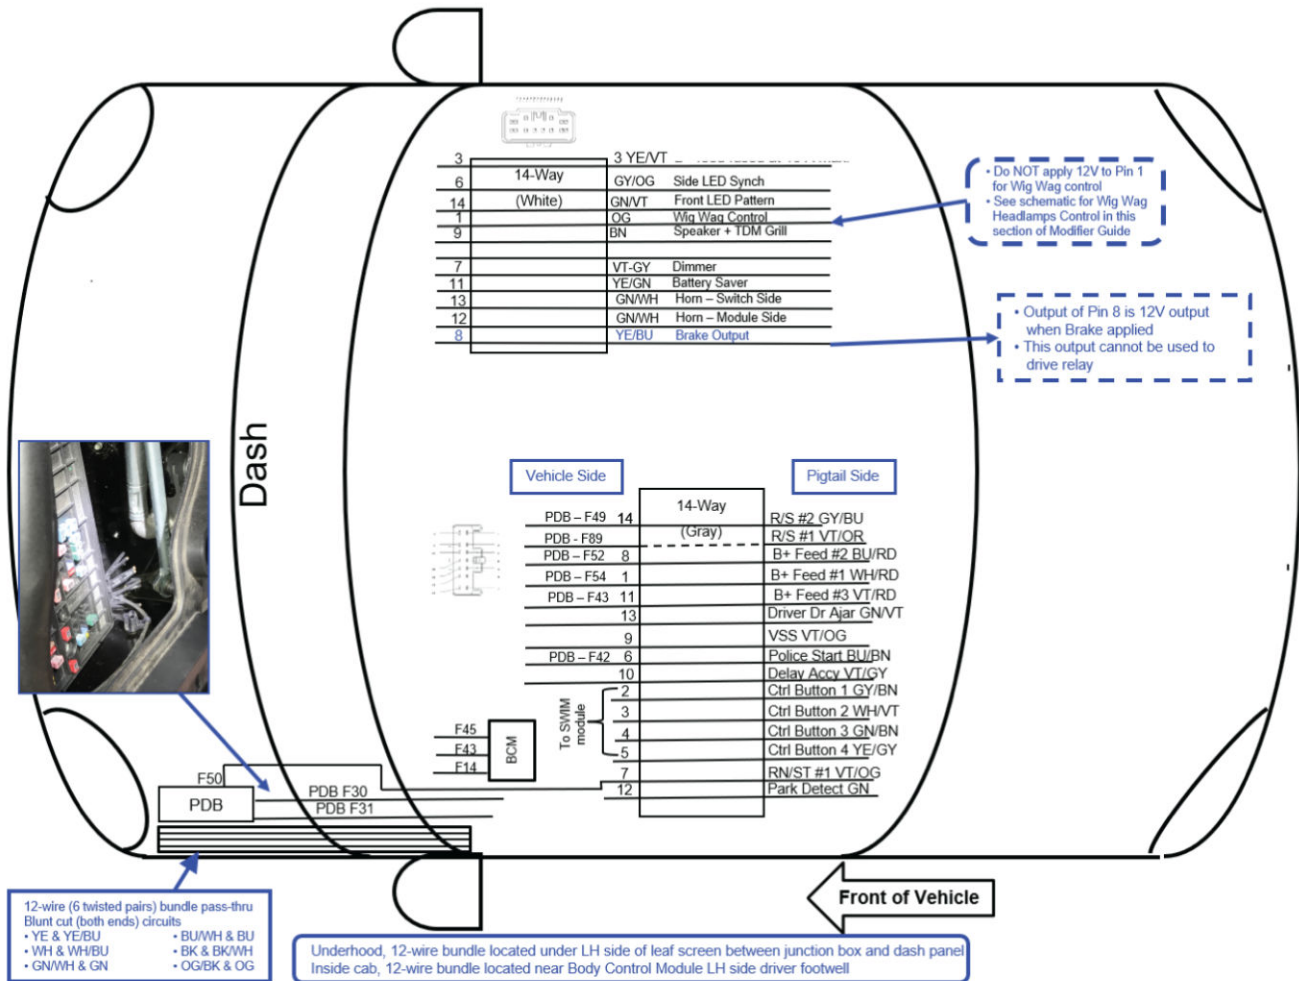 3 3 YE/VT
14-Way
(White)
6 GY/OG Side LED Synch
14 GN/VT Front LED Pattern
1 OG Wig Wag Control
9 BN Speaker + TDM Grill
7 VT-GY Dimmer
11 YE/GN Battery Saver
13 GN/WH Horn – Switch Side
12 GN/WH Horn – Module Side
8 YE/BU Brake Output
• Do NOT apply 12V to Pin 1
for Wig Wag control
• See schematic for Wig Wag
Headlamps Control in this
section of Modifier Guide
• Output of Pin 8 is 12V output
when Brake applied
• This output cannot be used to
drive relay
Dash
Vehicle Side
Pigtail Side
14-Way
(Gray)
PDB – F49 14 R/S #2 GY/BU
PDB - F89 R/S #1 VT/OR
PDB – F52 8 B+ Feed #2 BU/RD
PDB – F54 1 B+ Feed #1 WH/RD
PDB – F43 11 B+ Feed #3 VT/RD
13 Driver Dr Ajar GN/VT
9 VSS VT/OG
PDB – F42 6 Police Start BU/BN
10 Delay Accy VT/GY
2 Ctrl Button 1 GY/BN
3 Ctrl Button 2 WH/VT
4 Ctrl Button 3 GN/BN
5 Ctrl Button 4 YE/GY
7 RN/ST #1 VT/OG
12 Park Detect GN
To SWIM
module
F45
F43
F14
BCM
F50
PDB
PDB F30
PDB F31
Front of Vehicle
12-wire (6 twisted pairs) bundle pass-thru
Blunt cut (both ends) circuits
• YE & YE/BU • BU/WH & BU
• WH & WH/BU • BK & BK/WH
• GN/WH & GN • OG/BK & OG
Underhood, 12-wire bundle located under LH side of leaf screen between junction box and dash panel
Inside cab, 12-wire bundle located near Body Control Module LH side driver footwell